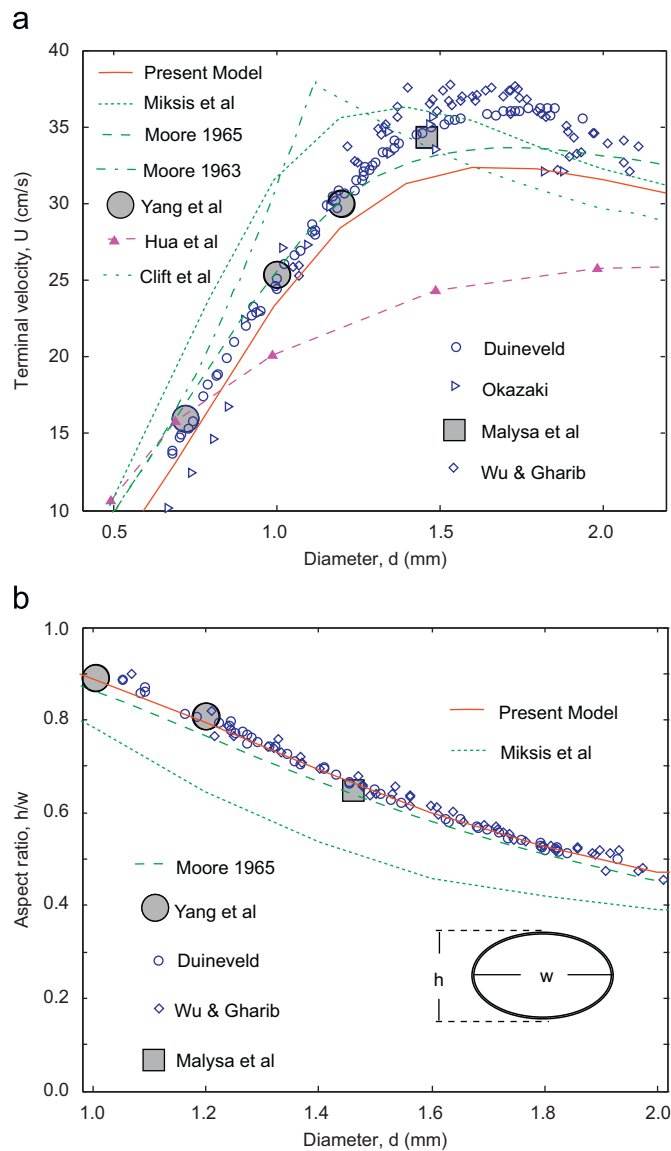 a
40
35
30
25
20
15
10
Terminal velocity, U (cm/s)
Present Model
Miksis et al
Moore 1965
Moore 1963
Yang et al
Hua et al
Clift et al
Duineveld
Okazaki
Malysa et al
Wu & Gharib
0.5
1.0
1.5
2.0
Diameter, d (mm)
b
1.0
0.8
0.6
0.4
0.2
0.0
Aspect ratio, h/w
Present Model
Miksis et al
Moore 1965
Yang et al
Duineveld
Wu & Gharib
Malysa et al
h
w
1.0
1.2
1.4
1.6
1.8
2.0
Diameter, d (mm)